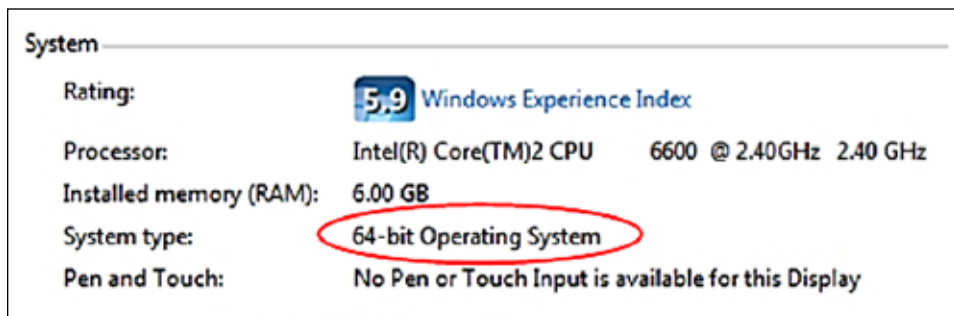 System
Rating: 5.9 Windows Experience Index
Processor: Intel(R) Core(TM)2 CPU 6600 @ 2.40GHz 2.40 GHz
Installed memory (RAM): 6.00 GB
System type: 64-bit Operating System
Pen and Touch: No Pen or Touch Input is available for this Display